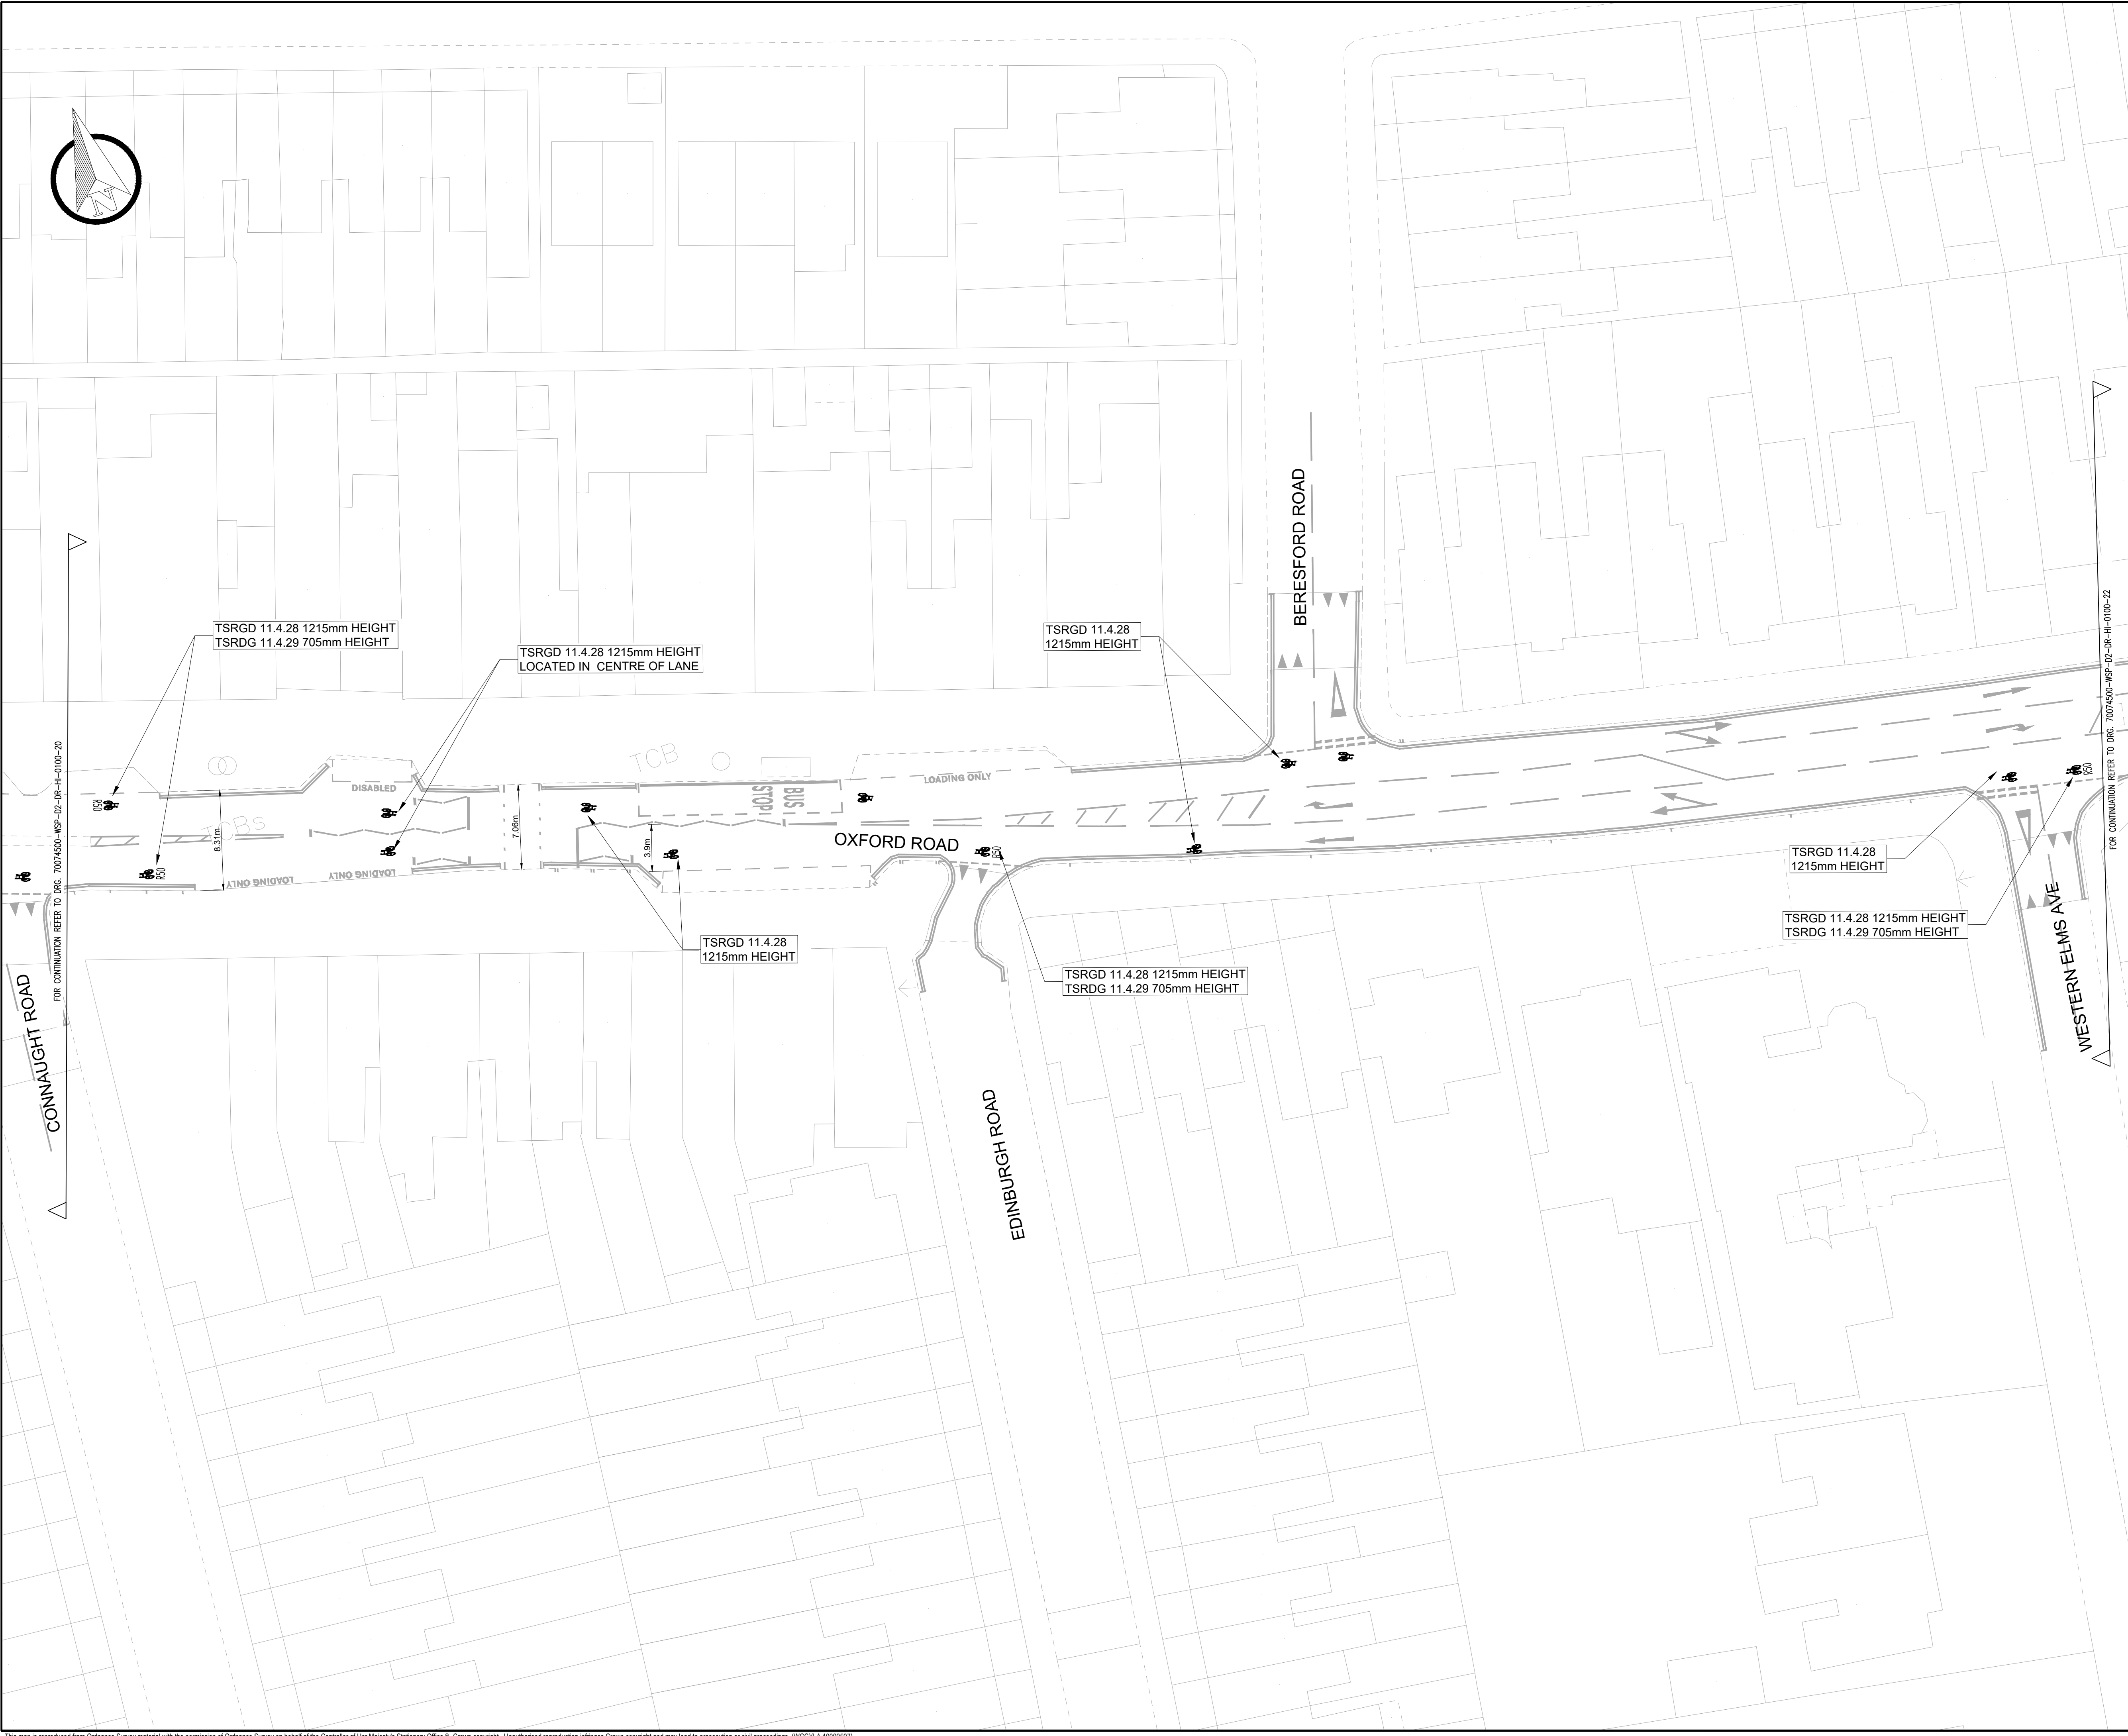 N
BERESFORD ROAD
TSRGD 11.4.28 1215mm HEIGHT
TSRDG 11.4.29 705mm HEIGHT
TSRGD 11.4.28 1215mm HEIGHT
LOCATED IN CENTRE OF LANE
TSRGD 11.4.28
1215mm HEIGHT
FOR CONTINUATION REFER TO DRG. 70074500-WSP-D2-DR-HI-0100-20
FOR CONTINUATION REFER TO DRG. 70074500-WSP-D2-DR-HI-0100-22
TCB
DISABLED
LOADING ONLY
BUS
STOP
R50
R50
TCBs
8.31m
7.06m
3.9m
OXFORD ROAD
R50
R50
LOADING ONLY
LOADING ONLY
TSRGD 11.4.28
1215mm HEIGHT
TSRGD 11.4.28
1215mm HEIGHT
TSRGD 11.4.28 1215mm HEIGHT
TSRDG 11.4.29 705mm HEIGHT
TSRGD 11.4.28 1215mm HEIGHT
TSRDG 11.4.29 705mm HEIGHT
CONNAUGHT ROAD
EDINBURGH ROAD
WESTERN ELMS AVE